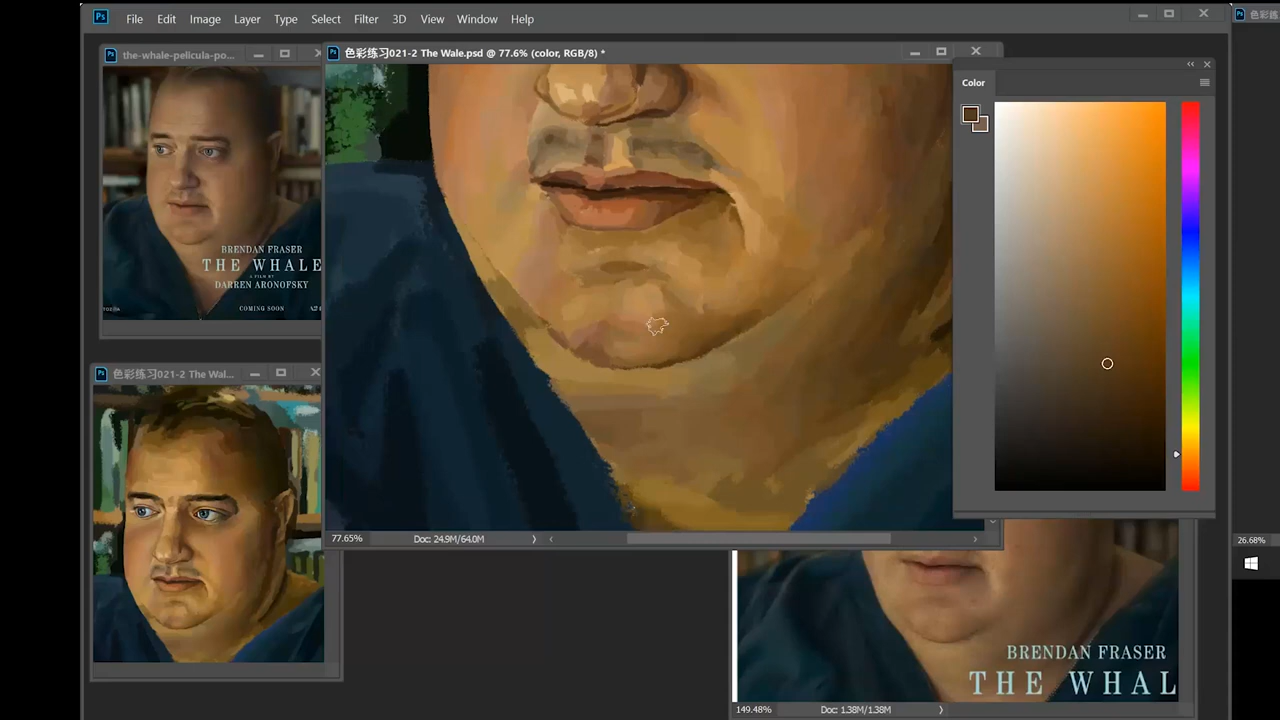 File Edit Image Layer Type Select Filter 3D View Window Help
the-whale-pelicula-po...
BRENDAN FRASER
THE WHALE
A FILM BY
DARREN ARONOFSKY
COMING SOON
色彩练习021-2 The Wale.psd @ 77.6% (color, RGB/8) *
Color
色彩练
色彩练习021-2 The Wal...
77.65%
Doc: 24.9M/64.0M
26.68%
BRENDAN FRASER
THE WHAL
149.48%
Doc: 1.38M/1.38M